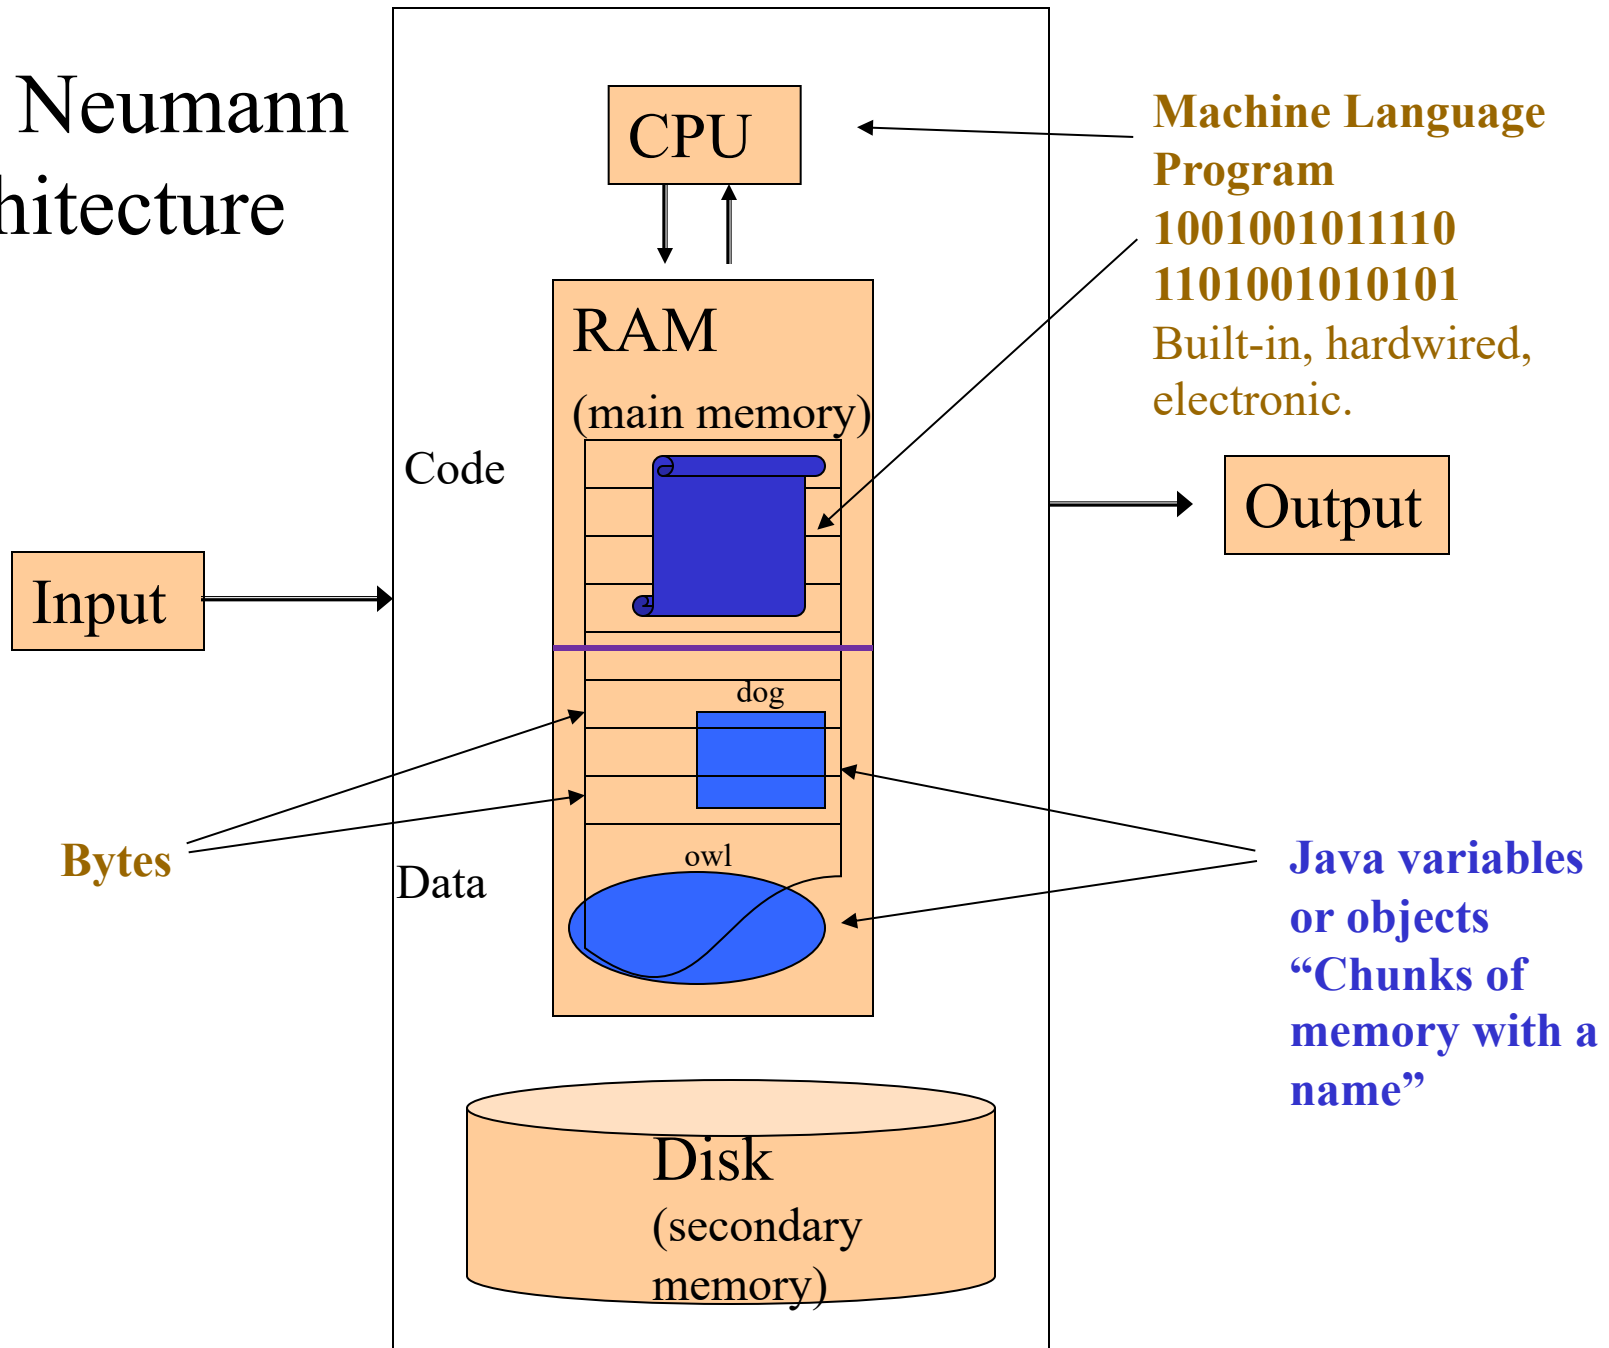 Neumann
hitecture
CPU
Machine Language
Program
1001001011110
1101001010101
Built-in, hardwired,
electronic.
RAM
(main memory)
Code
Output
Input
dog
Bytes
owl
Data
Java variables
or objects
“Chunks of
memory with a
name”
Disk
(secondary
memory)